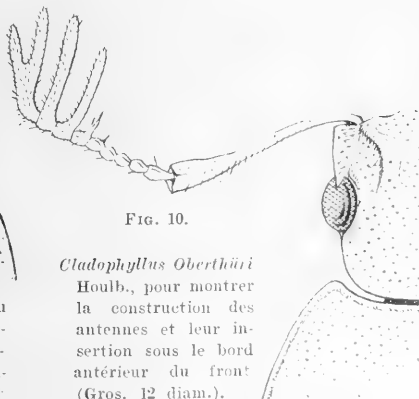 FIG. 10.
Cladophyllus Oberthüri
Houlb., pour montrer
la construction des
antennes et leur in-
sertion sous le bord
antérieur du front
(Gros. 12 diam.).